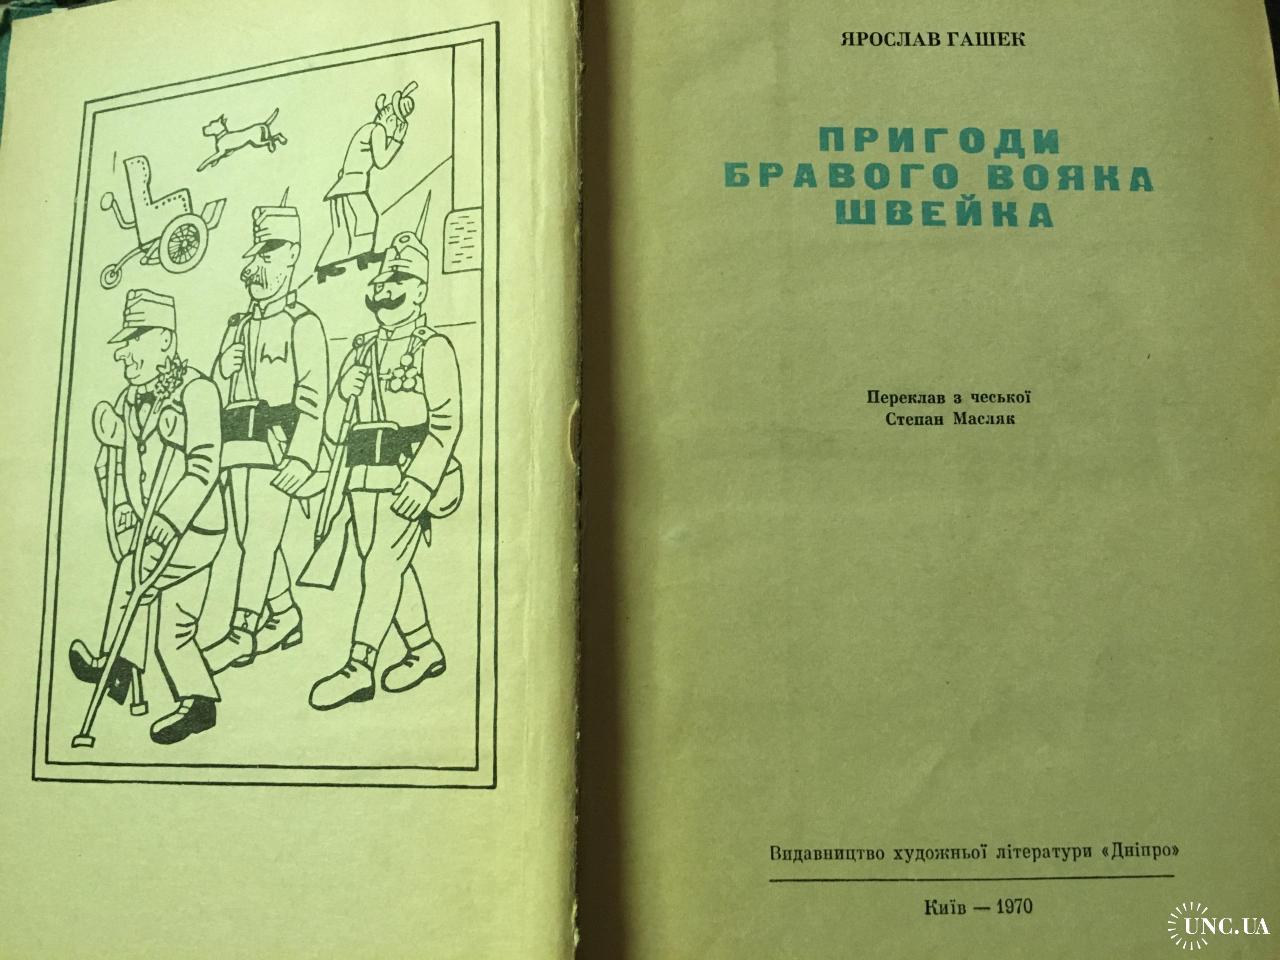 ЯРОСЛАВ ГАШЕК
ПРИГОДИ
БРАВОГО ВОЯКА
ШВЕЙКА
Переклав з чеської
Степан Масляк
Видавництво художньої літератури «Дніпро»
Київ — 1970
UNC.UA